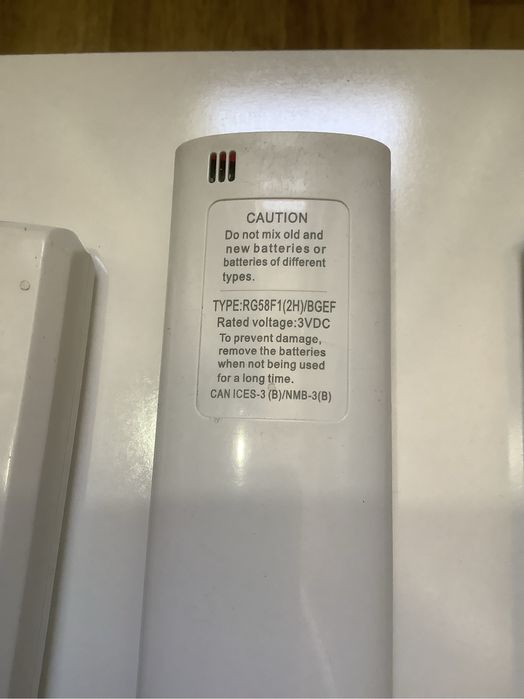 CAUTION
Do not mix old and
new batteries or
batteries of different
types.
TYPE:RG58F1(2H)/BGEF
Rated voltage:3VDC
To prevent damage,
remove the batteries
when not being used
for a long time.
CAN ICES-3 (B)/NMB-3(B)